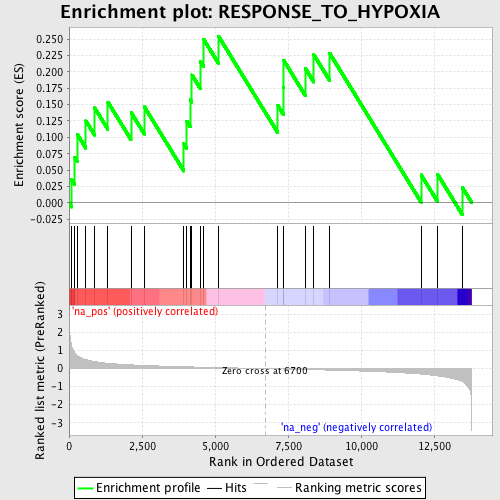 Enrichment plot: RESPONSE_TO_HYPOXIA
Enrichment score (ES)
0.250
0.225
0.200
0.175
0.150
0.125
0.100
0.075
0.050
0.025
0.000
-0.025
'na_pos' (positively correlated)
Ranked list metric (PreRanked)
3
2
1
0
-1
-2
-3
Zero cross at 6700
'na_neg' (negatively correlated)
0
2,500
5,000
7,500
10,000
12,500
Rank in Ordered Dataset
Enrichment profile
Hits
Ranking metric scores